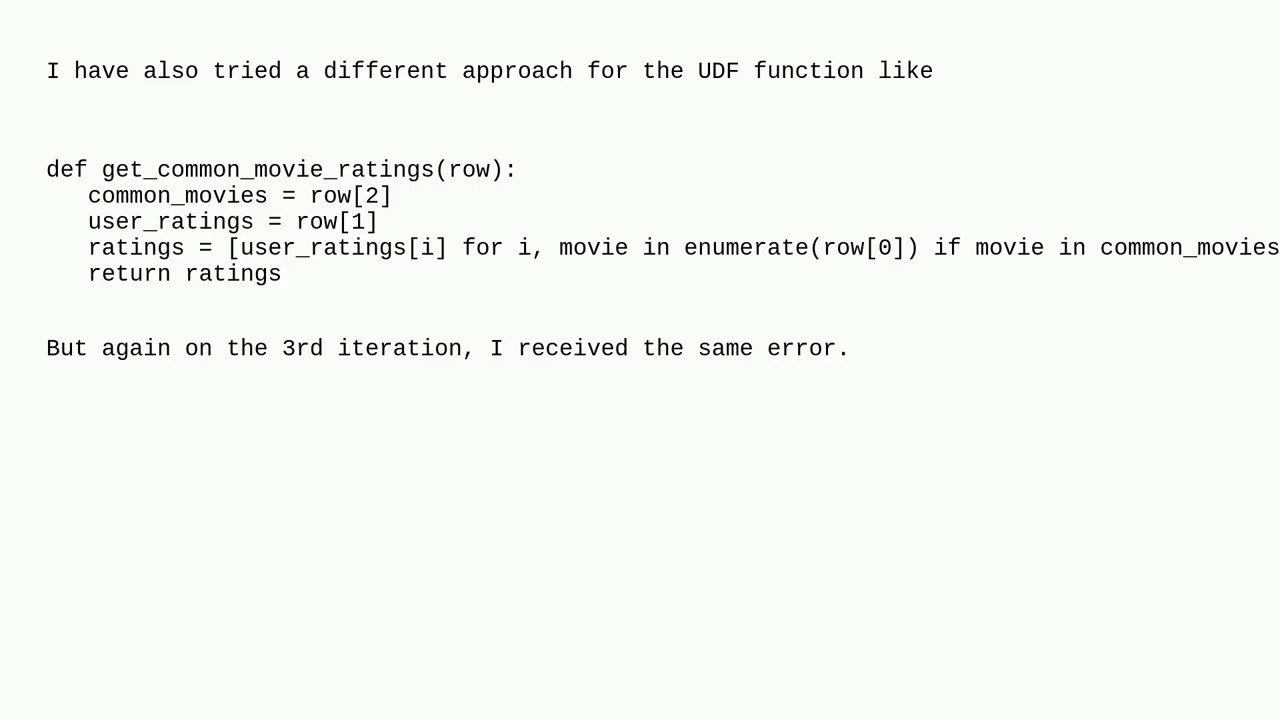 I have also tried a different approach for the UDF function like
def get_common_movie_ratings(row):
   common_movies = row[2]
   user_ratings = row[1]
   ratings = [user_ratings[i] for i, movie in enumerate(row[0]) if movie in common_movies
   return ratings
But again on the 3rd iteration, I received the same error.